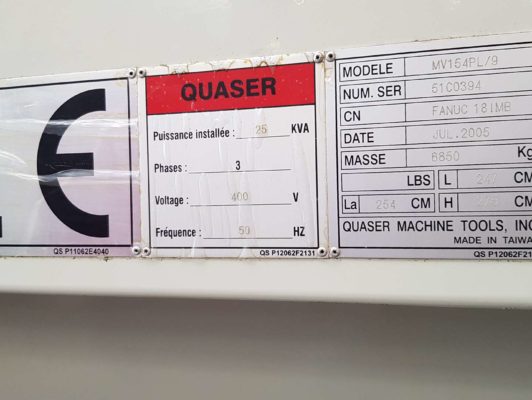 CE
QS P11062E4040
QUASER
Puissance installée : 25 KVA
Phases : 3
Voltage : 400 V
Fréquence : 50 HZ
QS P12062F2131
MODELE MV154PL/9
NUM. SER 51C0394
CN FANUC 18IMB
DATE JUL.2005
MASSE 6850 Kg
LBS L CM
La 254 CM H CM
QUASER MACHINE TOOLS, INC
MADE IN TAIWA
QS P12062F21